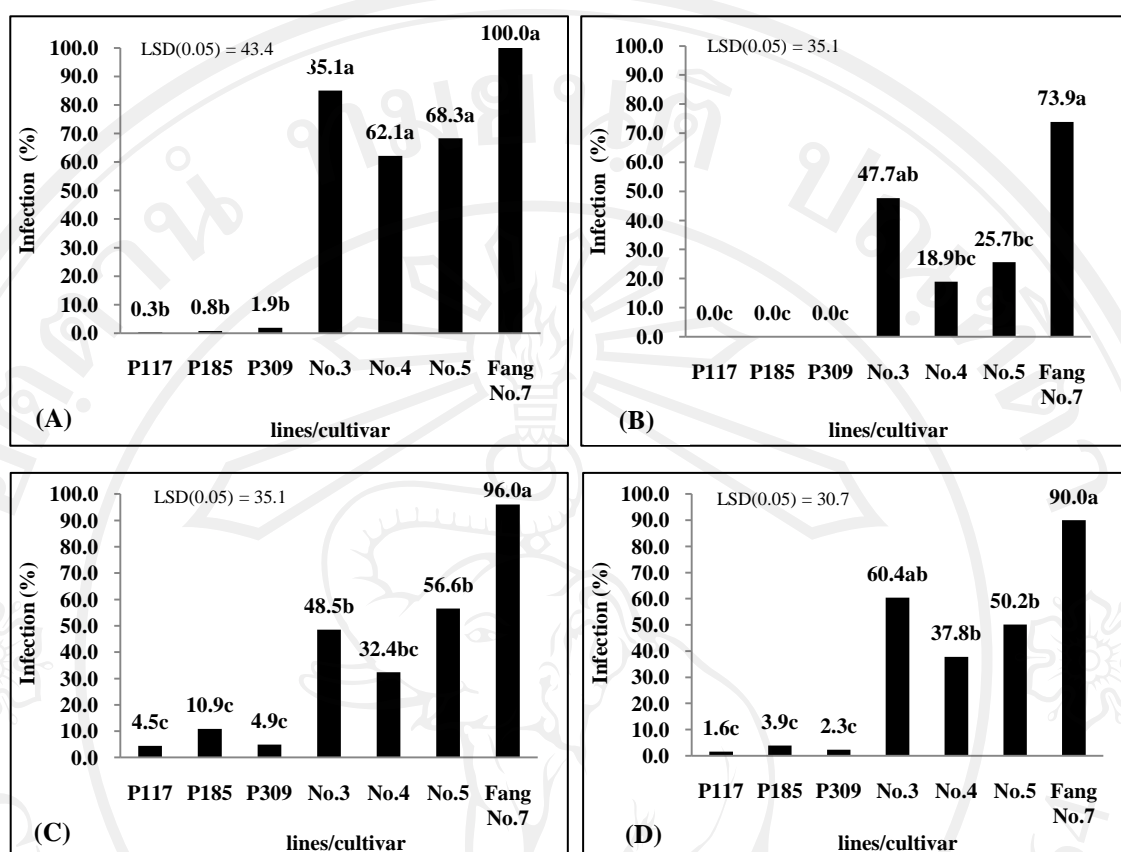 LSD(0.05) = 43.4
Infection (%)
100.0
90.0
80.0
70.0
60.0
50.0
40.0
30.0
20.0
10.0
0.0
0.3b 0.8b 1.9b 85.1a 62.1a 68.3a 100.0a
P117 P185 P309 No.3 No.4 No.5 Fang No.7
(A)
lines/cultivar
LSD(0.05) = 35.1
Infection (%)
100.0
90.0
80.0
70.0
60.0
50.0
40.0
30.0
20.0
10.0
0.0
0.0c 0.0c 0.0c 47.7ab 18.9bc 25.7bc 73.9a
P117 P185 P309 No.3 No.4 No.5 Fang No.7
(B)
lines/cultivar
LSD(0.05) = 35.1
Infection (%)
100.0
90.0
80.0
70.0
60.0
50.0
40.0
30.0
20.0
10.0
0.0
4.5c 10.9c 4.9c 48.5b 32.4bc 56.6b 96.0a
P117 P185 P309 No.3 No.4 No.5 Fang No.7
(C)
lines/cultivar
LSD(0.05) = 30.7
Infection (%)
100.0
90.0
80.0
70.0
60.0
50.0
40.0
30.0
20.0
10.0
0.0
1.6c 3.9c 2.3c 60.4ab 37.8b 50.2b 90.0a
P117 P185 P309 No.3 No.4 No.5 Fang No.7
(D)
lines/cultivar